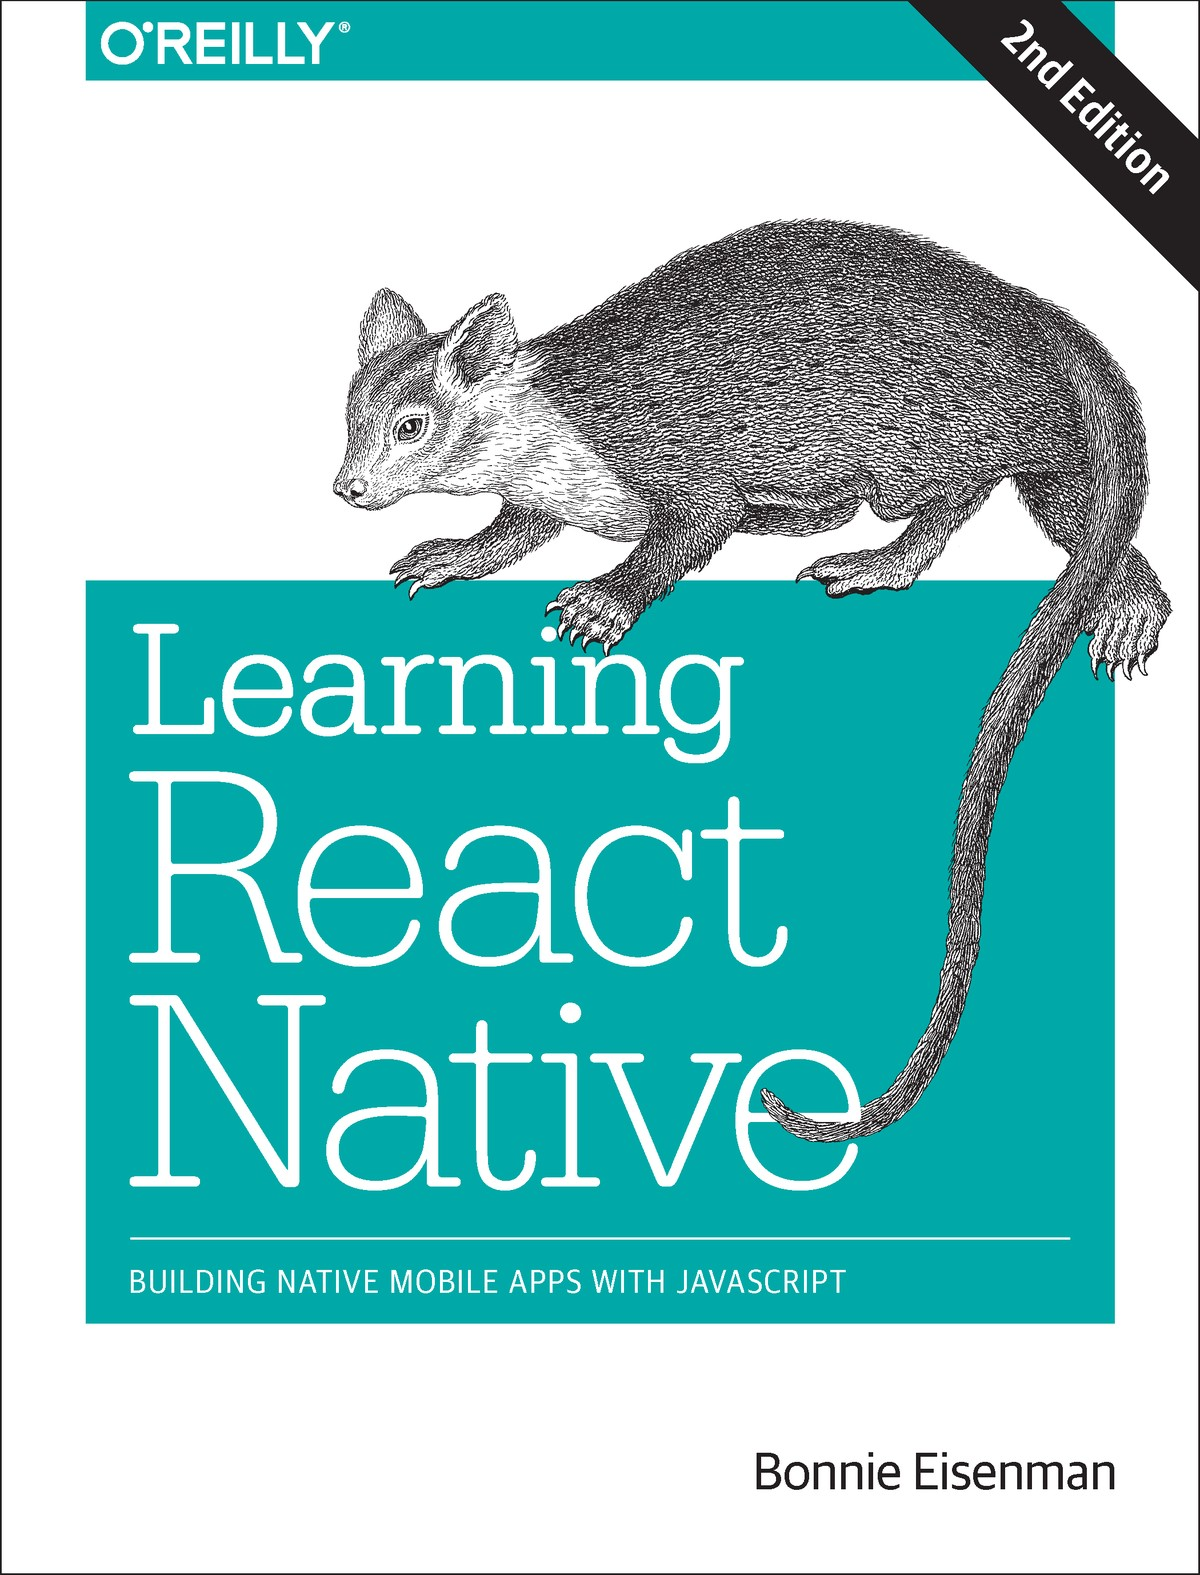 O'REILLY®
2nd Edition
Learning
React
Native
BUILDING NATIVE MOBILE APPS WITH JAVASCRIPT
Bonnie Eisenman